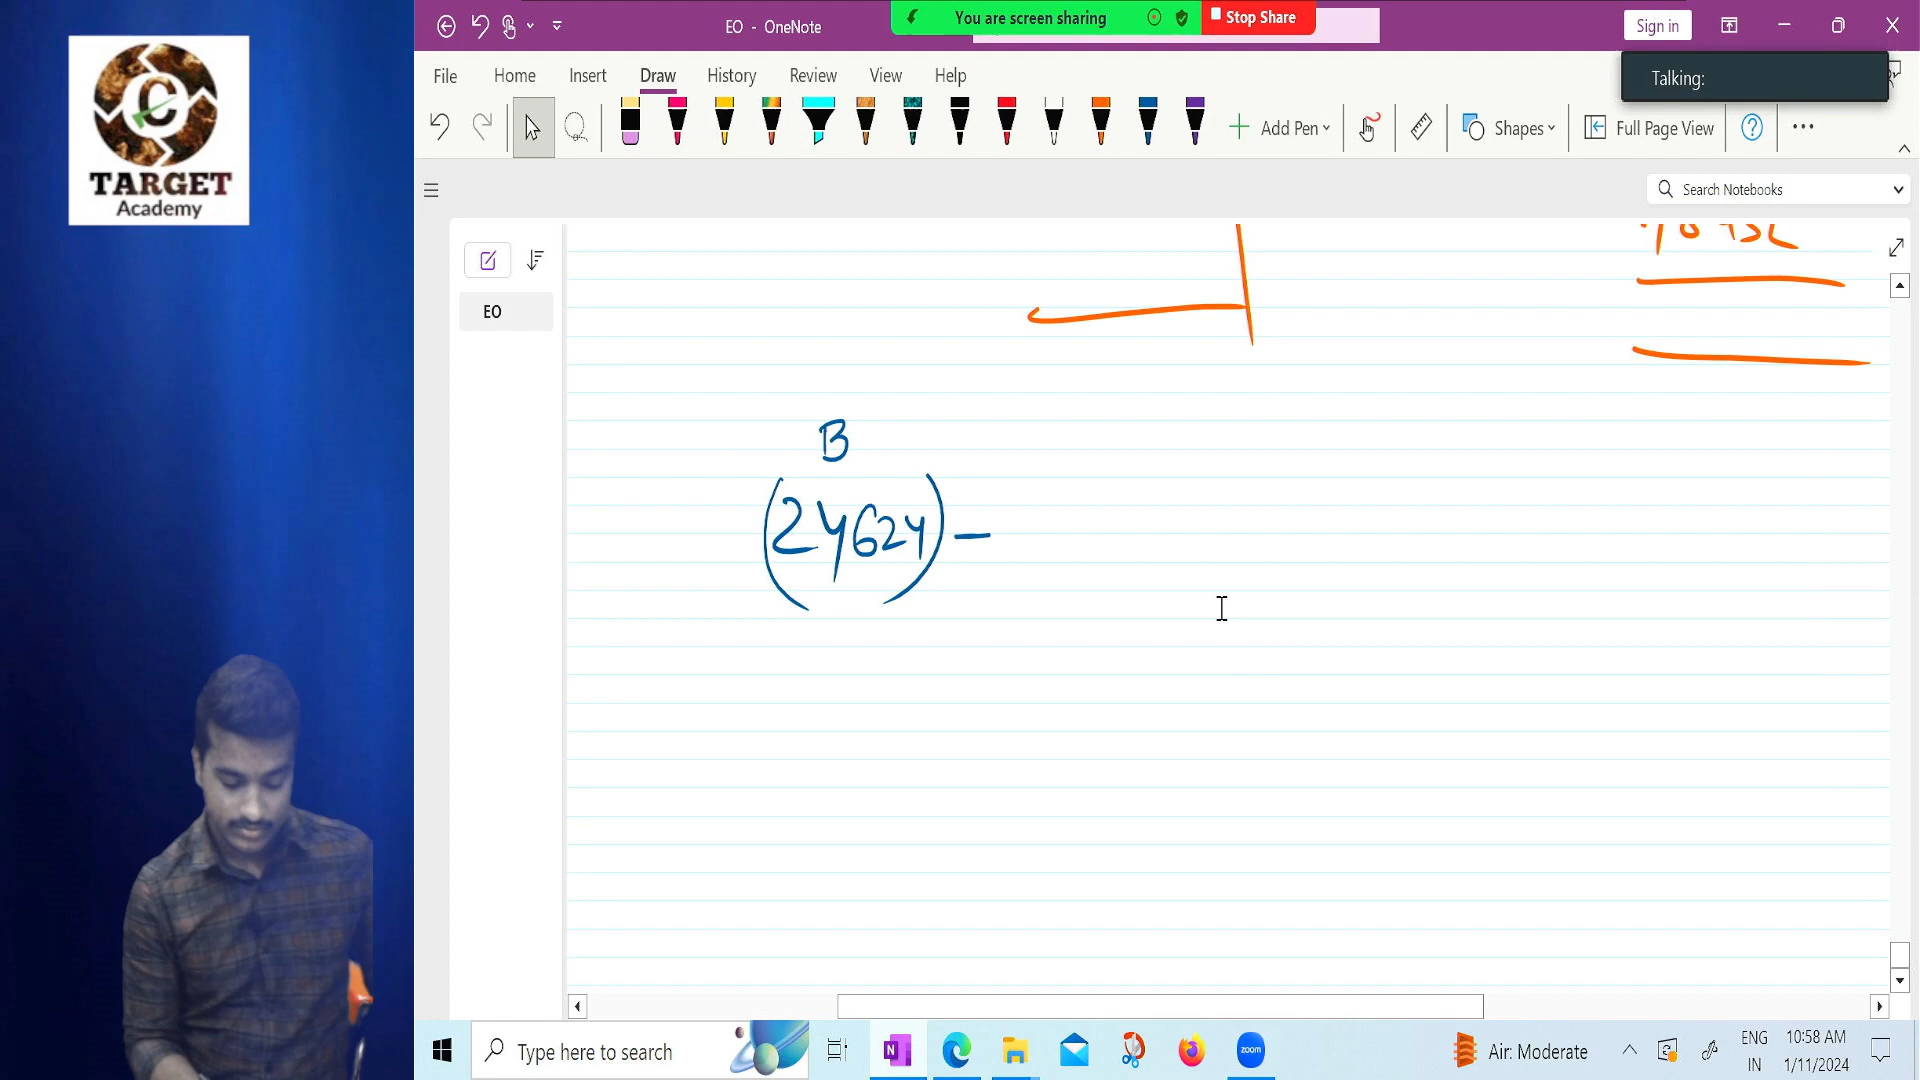 TARGET
Academy
EO - OneNote
You are screen sharing
Stop Share
Sign in
Talking:
File Home Insert Draw History Review View Help
Add Pen Shapes Full Page View
Search Notebooks
EO
B
(24624) –
Type here to search
zoom
Air: Moderate
ENG
IN
10:58 AM
1/11/2024